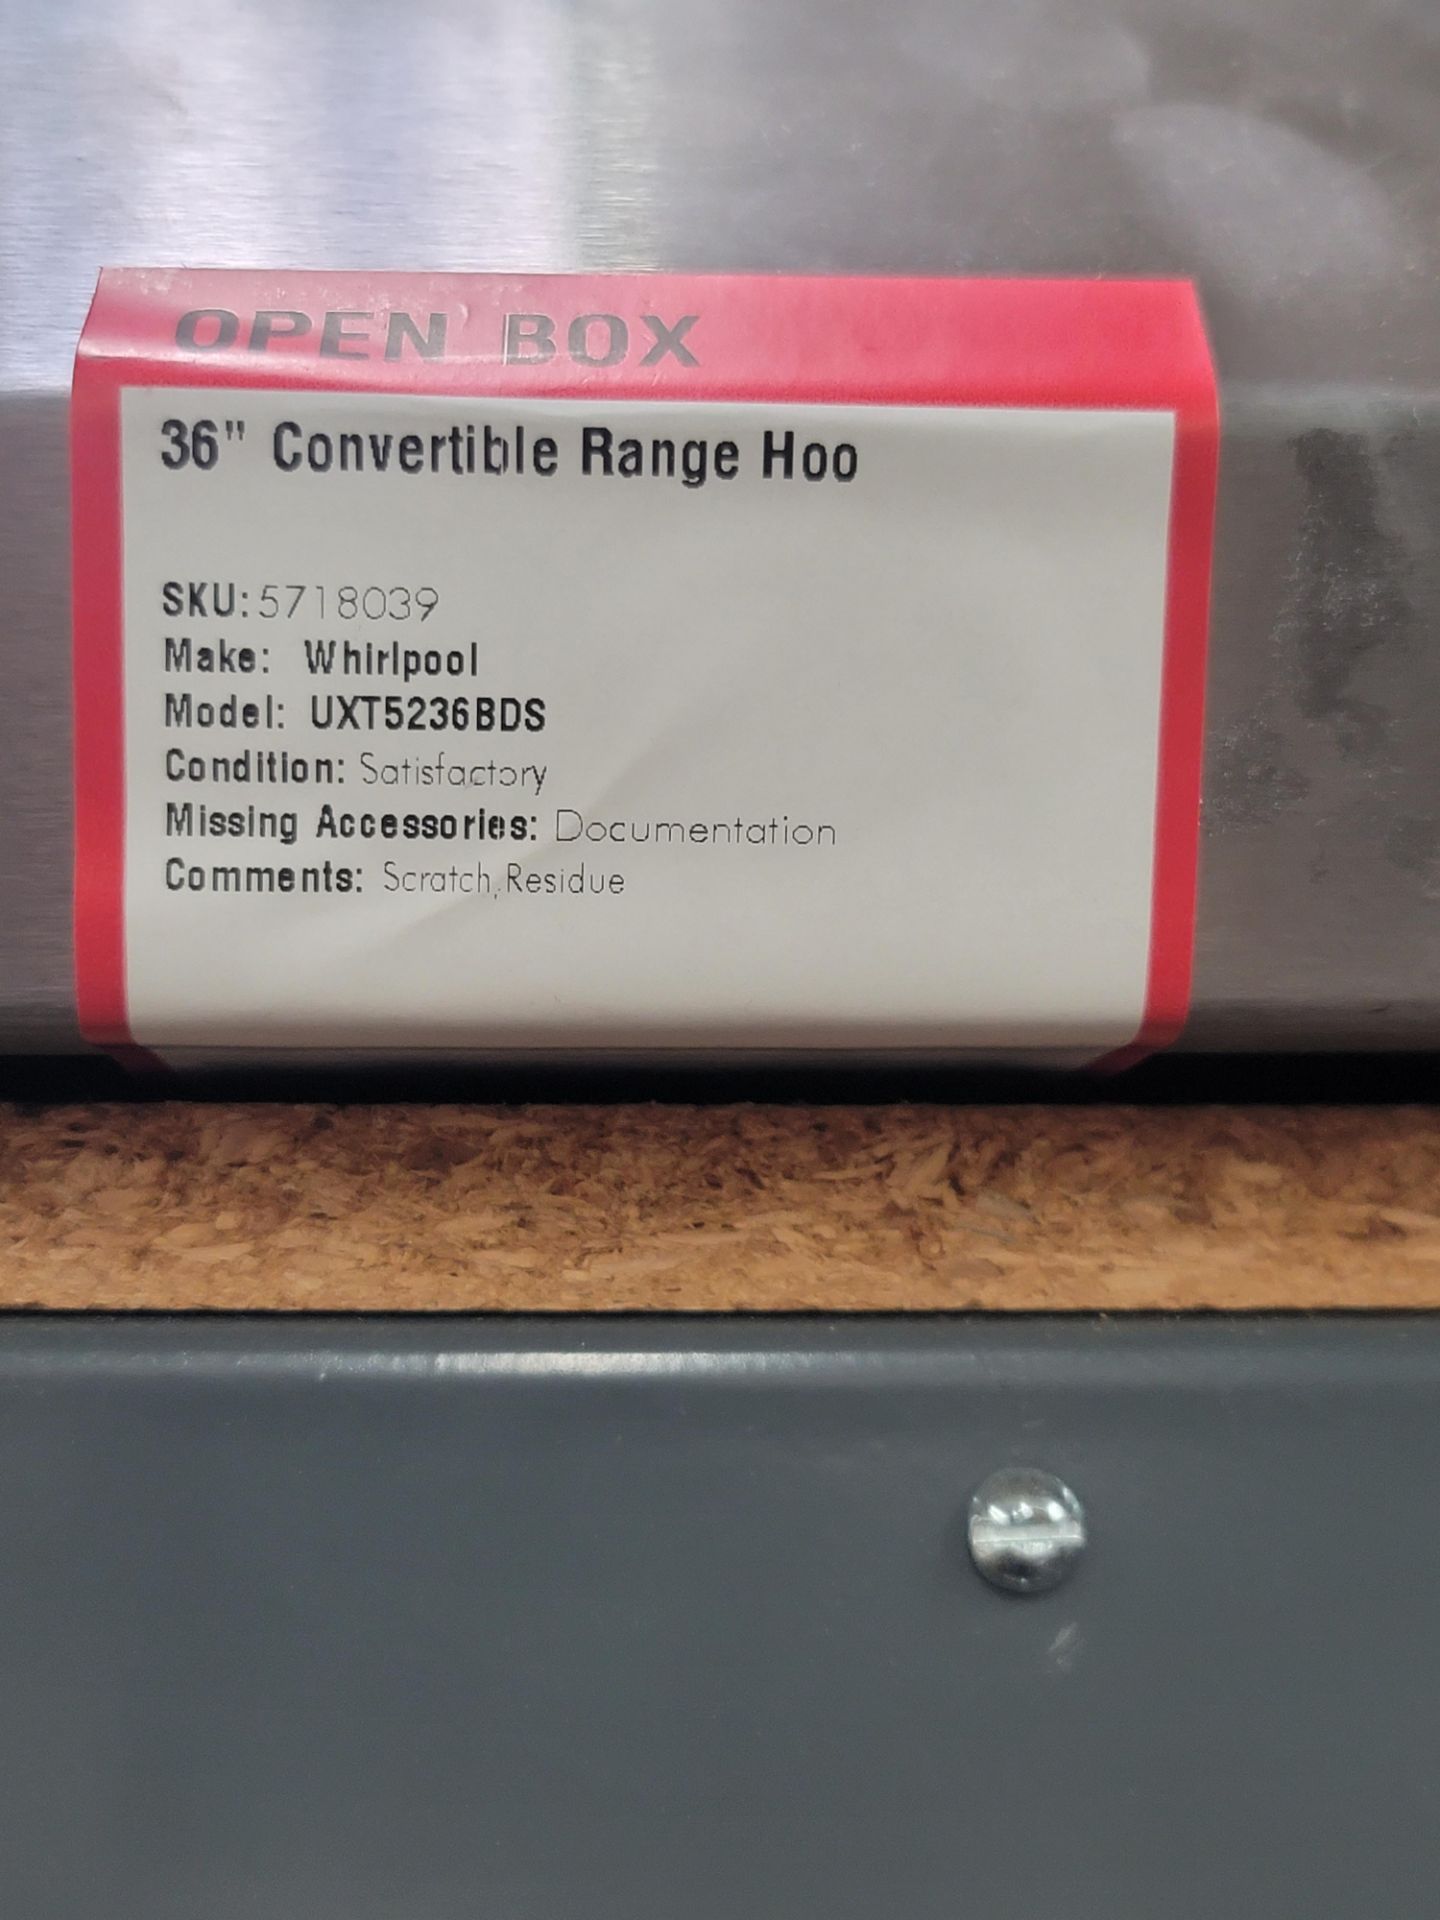 OPEN BOX
36" Convertible Range Hoo
SKU:5718039
Make: Whirlpool
Model: UXT5236BDS
Condition: Satisfactory
Missing Accessories: Documentation
Comments: Scratch,Residue